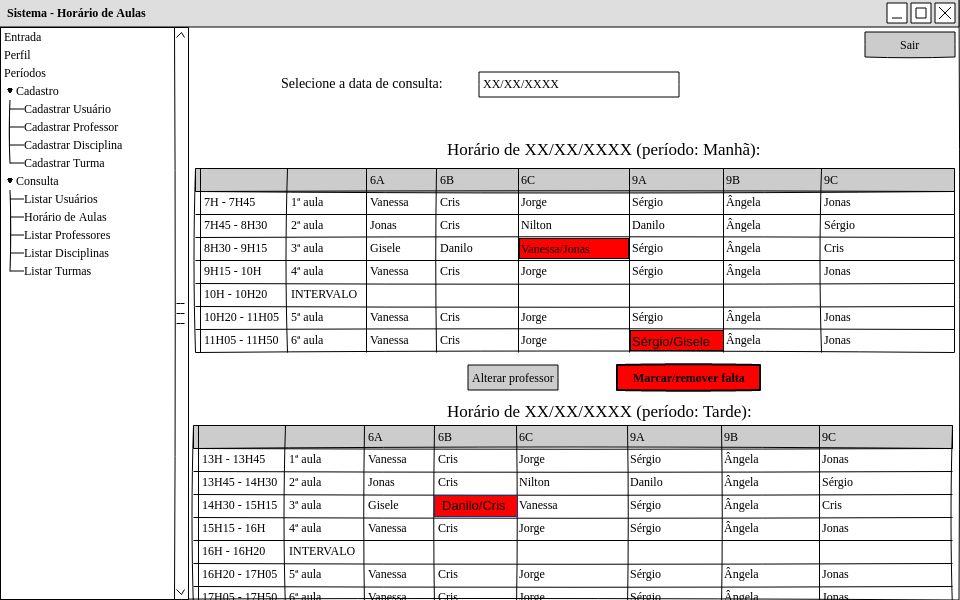 Sistema - Horário de Aulas
Entrada
Perfil
Períodos
Cadastro
Cadastrar Usuário
Cadastrar Professor
Cadastrar Disciplina
Cadastrar Turma
Consulta
Listar Usuários
Horário de Aulas
Listar Professores
Listar Disciplinas
Listar Turmas
Sair
Selecione a data de consulta: XX/XX/XXXX
Horário de XX/XX/XXXX (período: Manhã):
6A 6B 6C 9A 9B 9C
7H - 7H45 1ª aula Vanessa Cris Jorge Sérgio Ângela Jonas
7H45 - 8H30 2ª aula Jonas Cris Nilton Danilo Ângela Sérgio
8H30 - 9H15 3ª aula Gisele Danilo Vanessa/Jonas Sérgio Ângela Cris
9H15 - 10H 4ª aula Vanessa Cris Jorge Sérgio Ângela Jonas
10H - 10H20 INTERVALO
10H20 - 11H05 5ª aula Vanessa Cris Jorge Sérgio Ângela Jonas
11H05 - 11H50 6ª aula Vanessa Cris Jorge Sérgio/Gisele Ângela Jonas
Alterar professor Marcar/remover falta
Horário de XX/XX/XXXX (período: Tarde):
6A 6B 6C 9A 9B 9C
13H - 13H45 1ª aula Vanessa Cris Jorge Sérgio Ângela Jonas
13H45 - 14H30 2ª aula Jonas Cris Nilton Danilo Ângela Sérgio
14H30 - 15H15 3ª aula Gisele Danilo/Cris Vanessa Sérgio Ângela Cris
15H15 - 16H 4ª aula Vanessa Cris Jorge Sérgio Ângela Jonas
16H - 16H20 INTERVALO
16H20 - 17H05 5ª aula Vanessa Cris Jorge Sérgio Ângela Jonas
17H05 - 17H50 6ª aula Vanessa Cris Jorge Sérgio Ângela Jonas